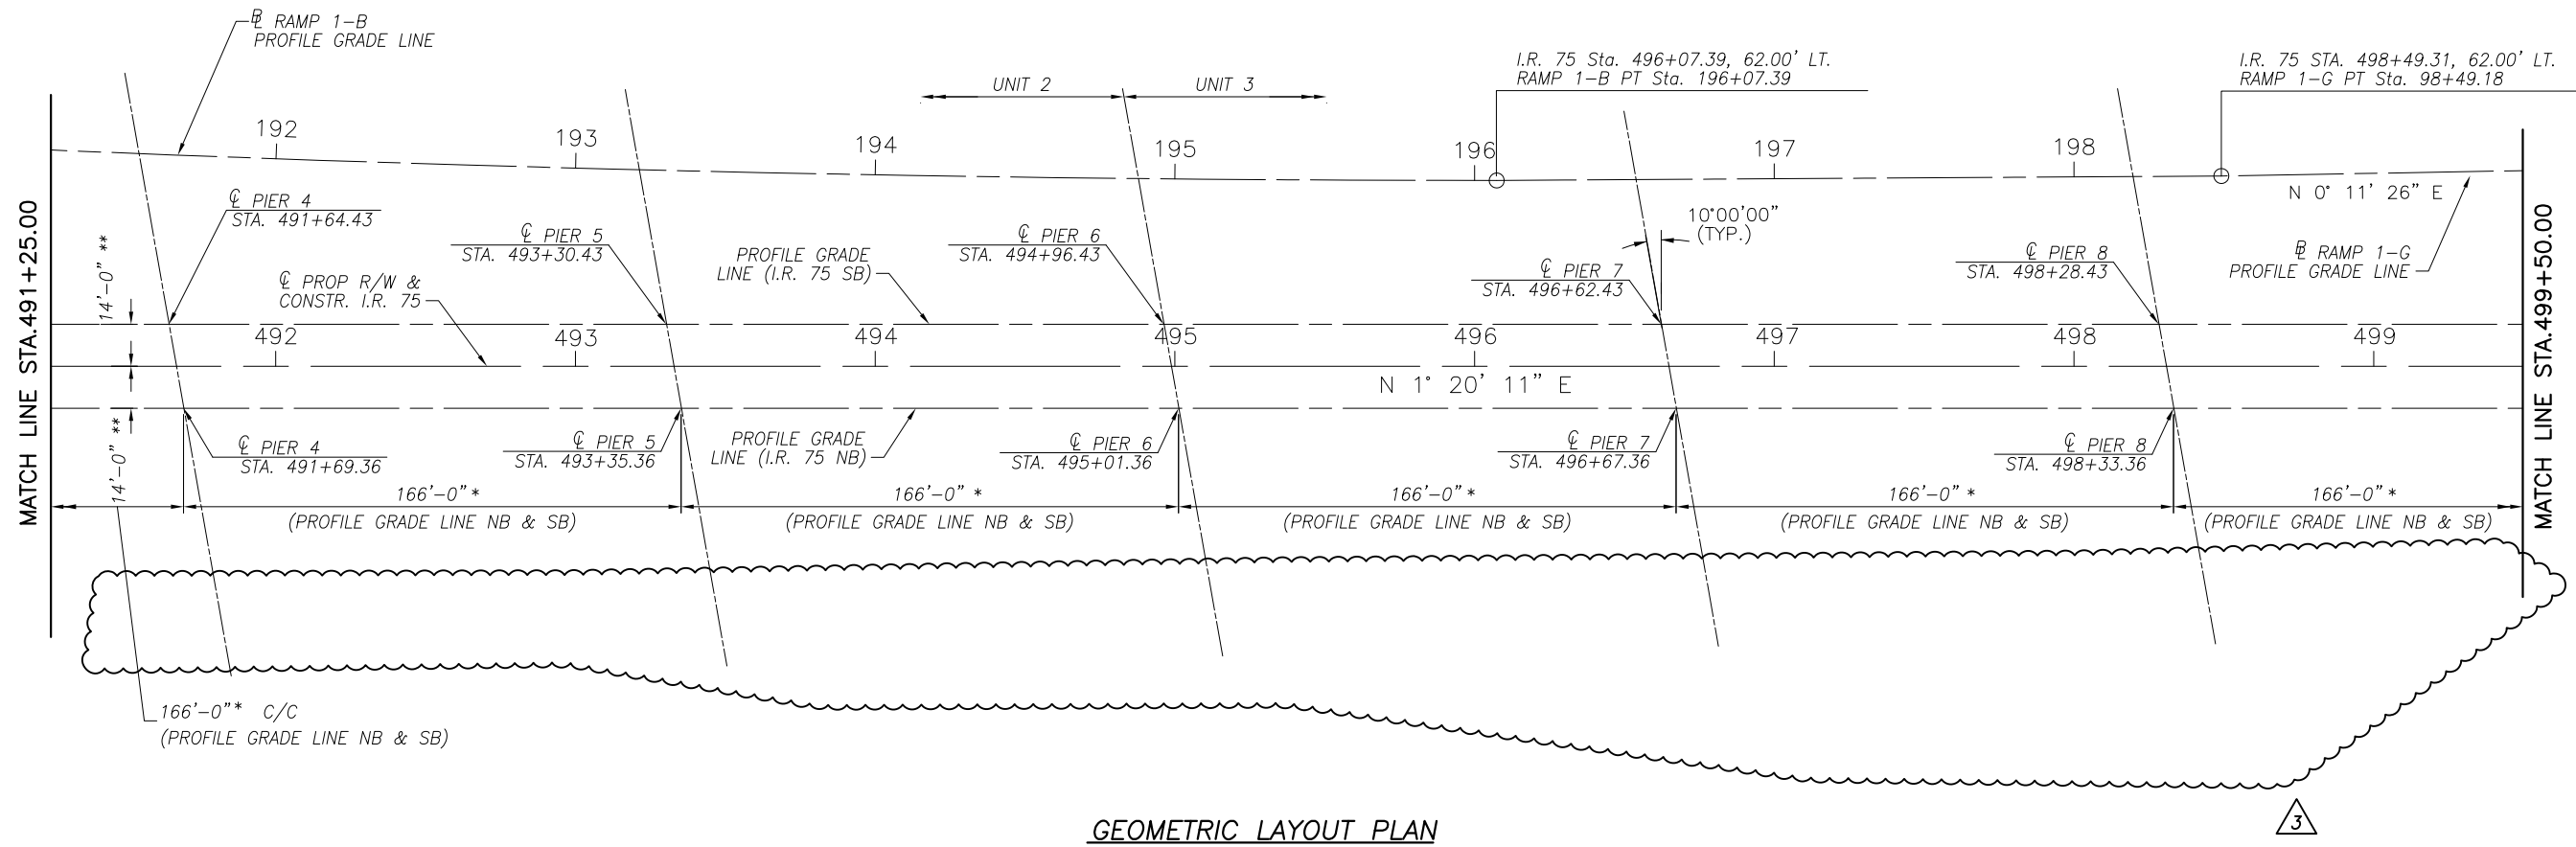 ℄ RAMP 1-B
PROFILE GRADE LINE
UNIT 2
UNIT 3
I.R. 75 Sta. 496+07.39, 62.00' LT.
RAMP 1-B PT Sta. 196+07.39
I.R. 75 STA. 498+49.31, 62.00' LT.
RAMP 1-G PT Sta. 98+49.18
192
193
194
195
196
197
198
N 0° 11' 26" E
MATCH LINE STA.491+25.00
14'-0" **
℄ PIER 4
STA. 491+64.43
℄ PIER 5
STA. 493+30.43
PROFILE GRADE
LINE (I.R. 75 SB)
℄ PIER 6
STA. 494+96.43
10°00'00"
(TYP.)
℄ PIER 7
STA. 496+62.43
℄ PIER 8
STA. 498+28.43
℄ RAMP 1-G
PROFILE GRADE LINE
MATCH LINE STA.499+50.00
℄ PROP R/W &
CONSTR. I.R. 75
492
493
494
495
496
497
498
499
N 1° 20' 11" E
14'-0" **
℄ PIER 4
STA. 491+69.36
℄ PIER 5
STA. 493+35.36
PROFILE GRADE
LINE (I.R. 75 NB)
℄ PIER 6
STA. 495+01.36
℄ PIER 7
STA. 496+67.36
℄ PIER 8
STA. 498+33.36
166'-0" *
(PROFILE GRADE LINE NB & SB)
166'-0" *
(PROFILE GRADE LINE NB & SB)
166'-0" *
(PROFILE GRADE LINE NB & SB)
166'-0" *
(PROFILE GRADE LINE NB & SB)
166'-0" *
(PROFILE GRADE LINE NB & SB)
166'-0"* C/C
(PROFILE GRADE LINE NB & SB)
GEOMETRIC LAYOUT PLAN
3